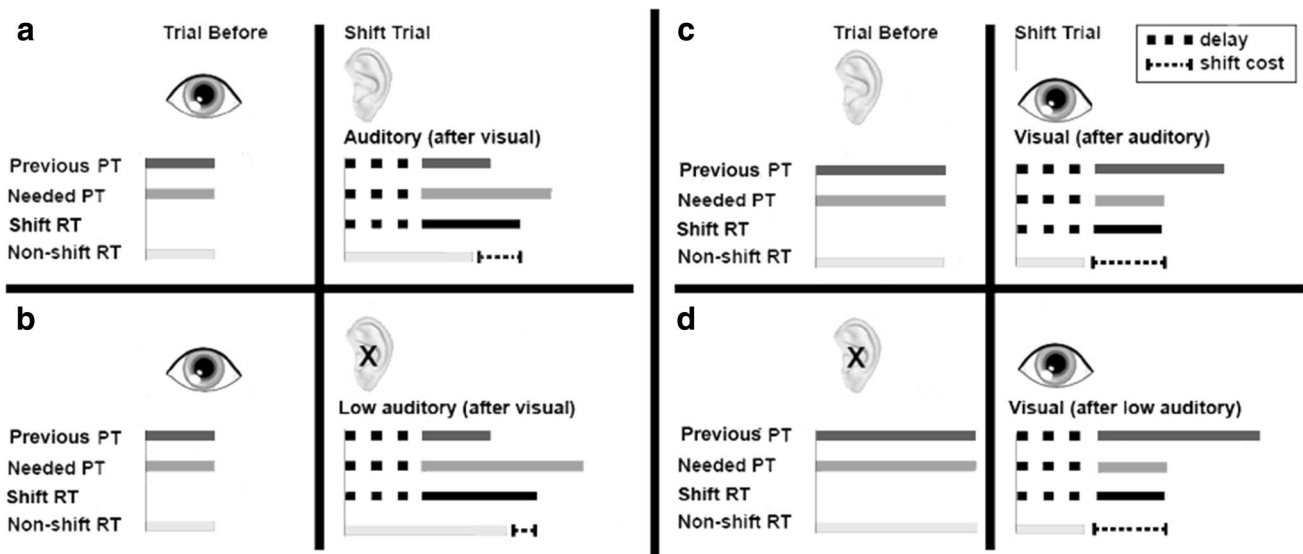 a
Trial Before
Shift Trial
Auditory (after visual)
Previous PT
Needed PT
Shift RT
Non-shift RT
b
X
Low auditory (after visual)
Previous PT
Needed PT
Shift RT
Non-shift RT
c
Trial Before
Shift Trial
delay
shift cost
Visual (after auditory)
Previous PT
Needed PT
Shift RT
Non-shift RT
d
X
Visual (after low auditory)
Previous PT
Needed PT
Shift RT
Non-shift RT